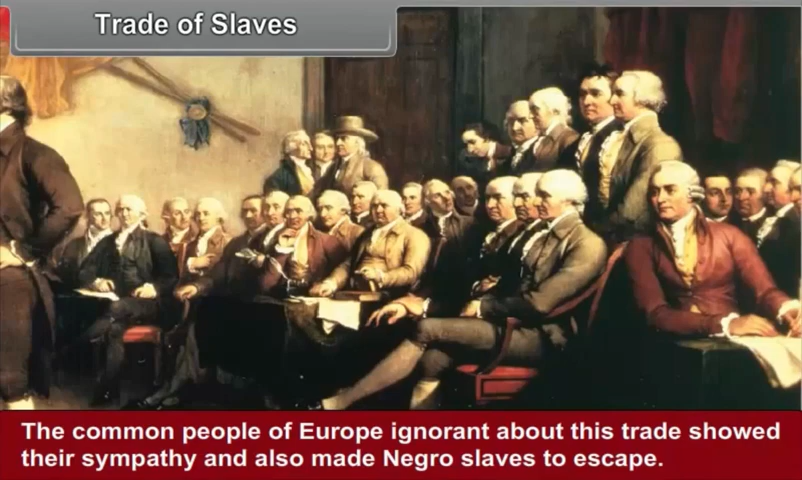 Trade of Slaves
The common people of Europe ignorant about this trade showed
their sympathy and also made Negro slaves to escape.